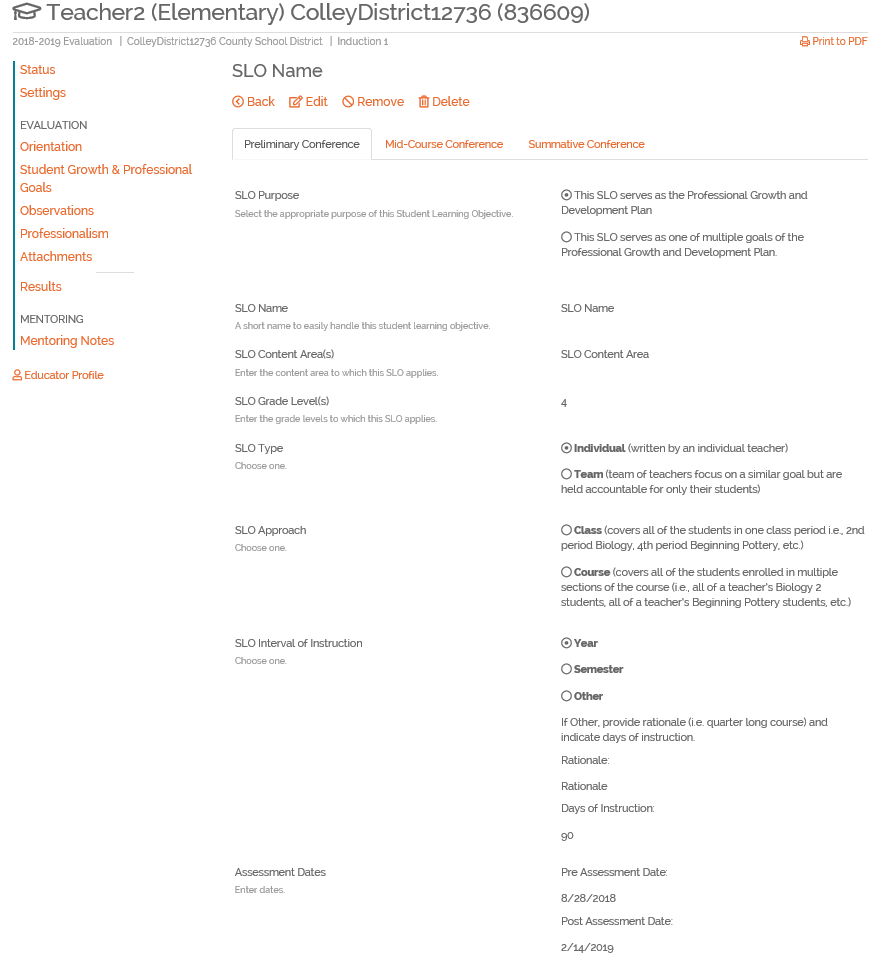 Teacher2 (Elementary) ColleyDistrict12736 (836609)
2018-2019 Evaluation | ColleyDistrict12736 County School District | Induction 1
Print to PDF
Status
Settings
EVALUATION
Orientation
Student Growth & Professional
Goals
Observations
Professionalism
Attachments
Results
MENTORING
Mentoring Notes
Educator Profile
SLO Name
Back Edit Remove Delete
Preliminary Conference Mid-Course Conference Summative Conference
SLO Purpose
Select the appropriate purpose of this Student Learning Objective.
This SLO serves as the Professional Growth and
Development Plan
This SLO serves as one of multiple goals of the
Professional Growth and Development Plan.
SLO Name
A short name to easily handle this student learning objective.
SLO Name
SLO Content Area(s)
Enter the content area to which this SLO applies.
SLO Content Area
SLO Grade Level(s)
Enter the grade levels to which this SLO applies.
4
SLO Type
Choose one.
Individual (written by an individual teacher)
Team (team of teachers focus on a similar goal but are
held accountable for only their students)
SLO Approach
Choose one.
Class (covers all of the students in one class period i.e., 2nd
period Biology, 4th period Beginning Pottery, etc.)
Course (covers all of the students enrolled in multiple
sections of the course (i.e., all of a teacher's Biology 2
students, all of a teacher's Beginning Pottery students, etc.)
SLO Interval of Instruction
Choose one.
Year
Semester
Other
If Other, provide rationale (i.e. quarter long course) and
indicate days of instruction.
Rationale:
Rationale
Days of Instruction:
90
Assessment Dates
Enter dates.
Pre Assessment Date:
8/28/2018
Post Assessment Date:
2/14/2019